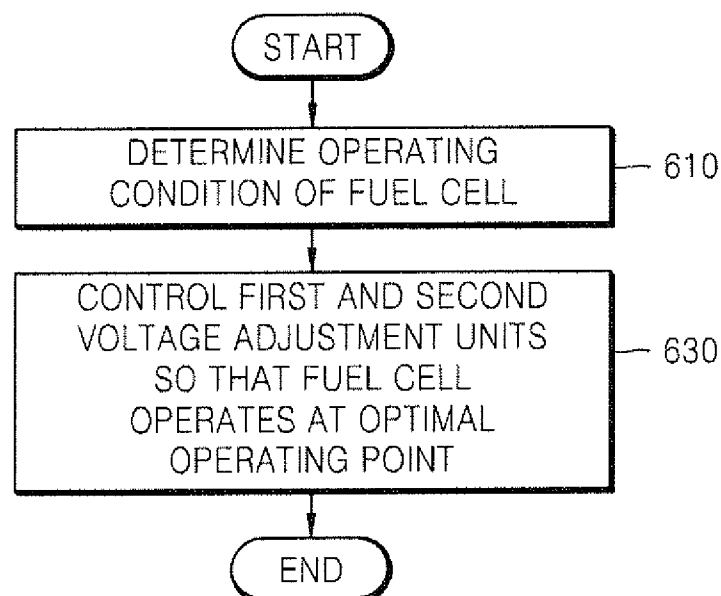 START
DETERMINE OPERATING
CONDITION OF FUEL CELL
610
CONTROL FIRST AND SECOND
VOLTAGE ADJUSTMENT UNITS
SO THAT FUEL CELL
OPERATES AT OPTIMAL
OPERATING POINT
630
END